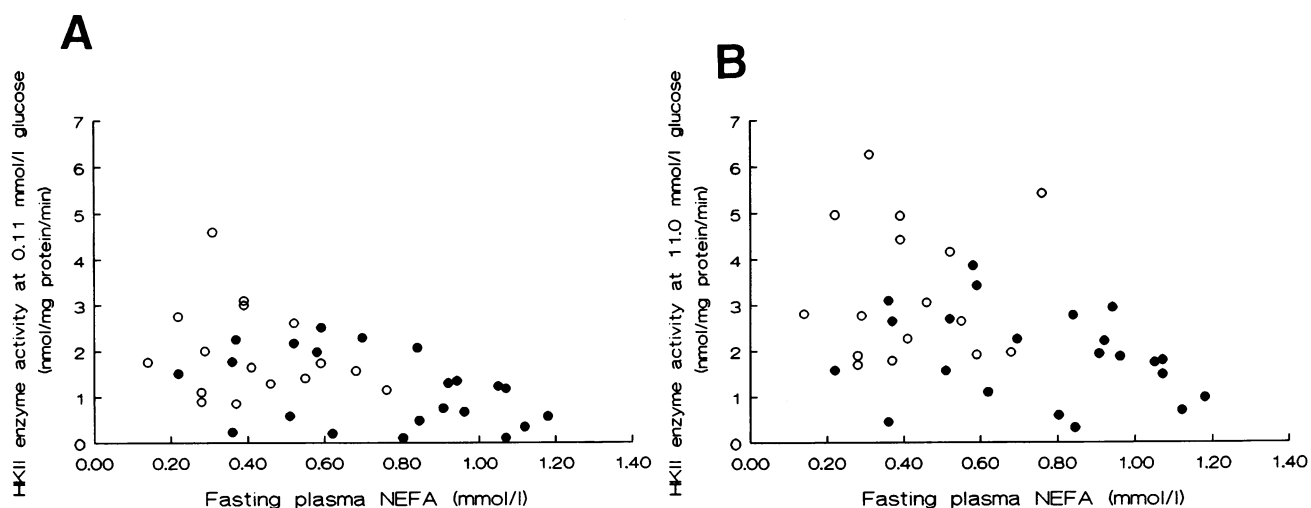 A
HKII enzyme activity at 0.11 mmol/l glucose
(nmol/mg protein/min)
7
6
5
4
3
2
1
0
0.00 0.20 0.40 0.60 0.80 1.00 1.20 1.40
Fasting plasma NEFA (mmol/l)
B
HKII enzyme activity at 11.0 mmol/l glucose
(nmol/mg protein/min)
7
6
5
4
3
2
1
0
0.00 0.20 0.40 0.60 0.80 1.00 1.20 1.40
Fasting plasma NEFA (mmol/l)